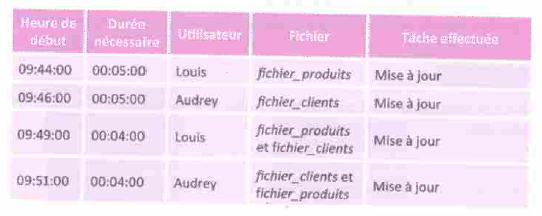 Heure de début Durée nécessaire Utilisateur Fichier Tâche effectuée
09:44:00 00:05:00 Louis fichier_produits Mise à jour
09:46:00 00:05:00 Audrey fichier_clients Mise à jour
09:49:00 00:04:00 Louis fichier_produits et fichier_clients Mise à jour
09:51:00 00:04:00 Audrey fichier_clients et fichier_produits Mise à jour